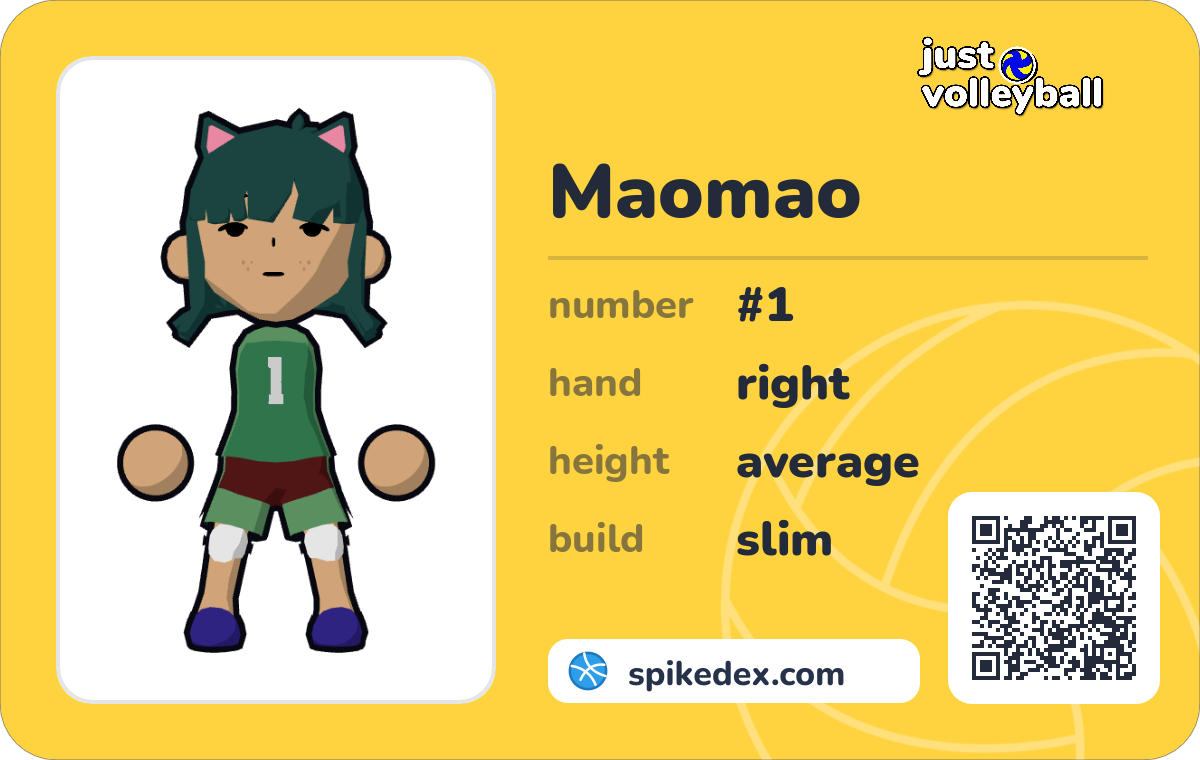 just
volleyball
Maomao
number #1
hand right
height average
build slim
1
spikedex.com